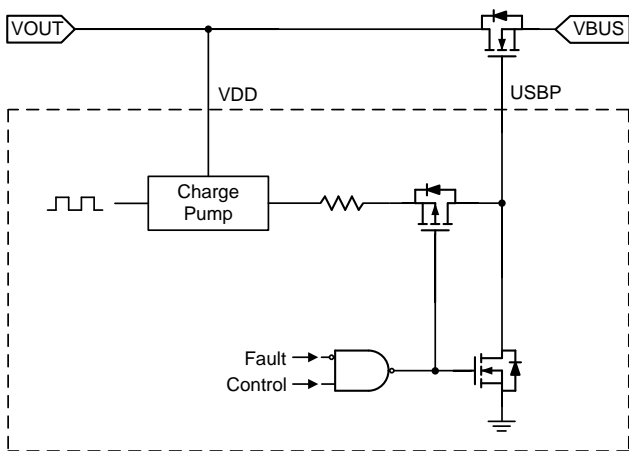 VOUT
VBUS
VDD
USBP
Charge
Pump
Fault
Control